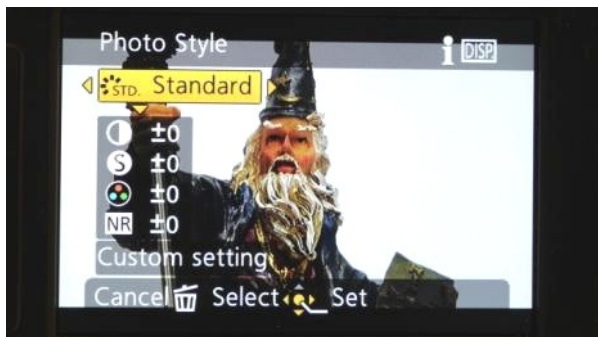 Photo Style
i DISP.
STD. Standard
±0
S ±0
±0
NR ±0
Custom setting
Cancel Select Set